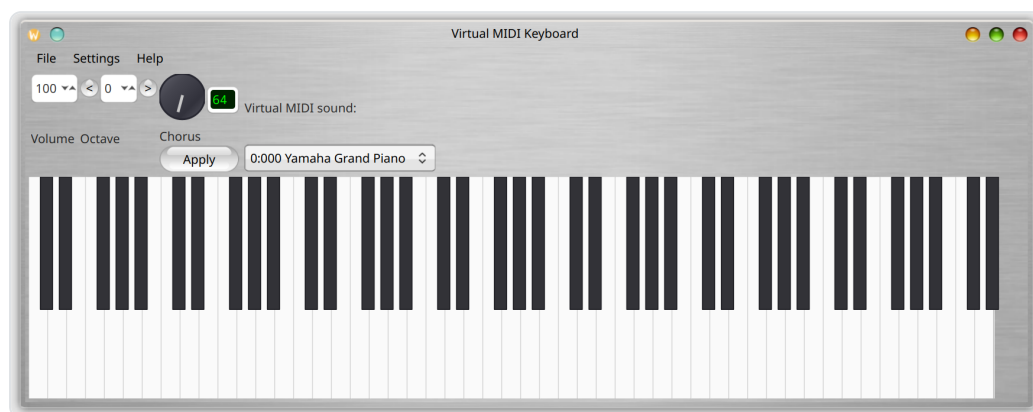 Virtual MIDI Keyboard
File Settings Help
100 < 0 > 64 Virtual MIDI sound:
Volume Octave Chorus
Apply 0:000 Yamaha Grand Piano